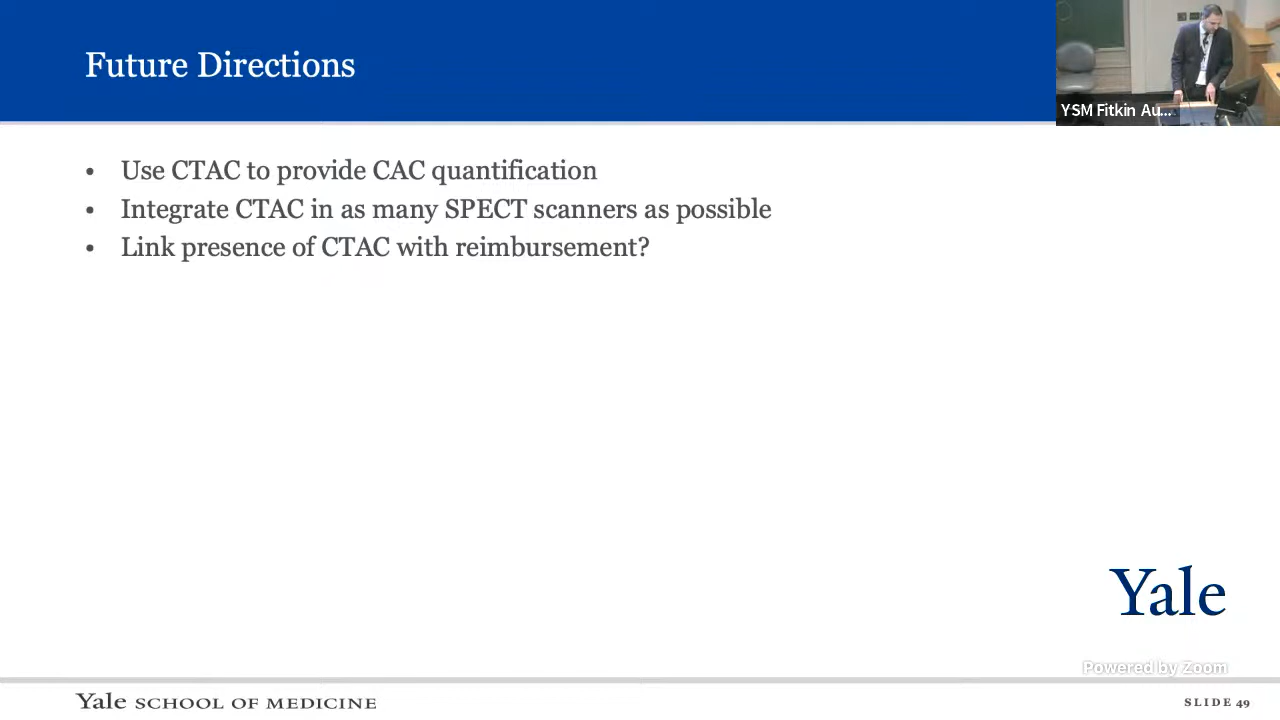 Future Directions
YSM Fitkin Au...
• Use CTAC to provide CAC quantification
• Integrate CTAC in as many SPECT scanners as possible
• Link presence of CTAC with reimbursement?
Yale
Powered by Zoom
Yale SCHOOL OF MEDICINE
SLIDE 49